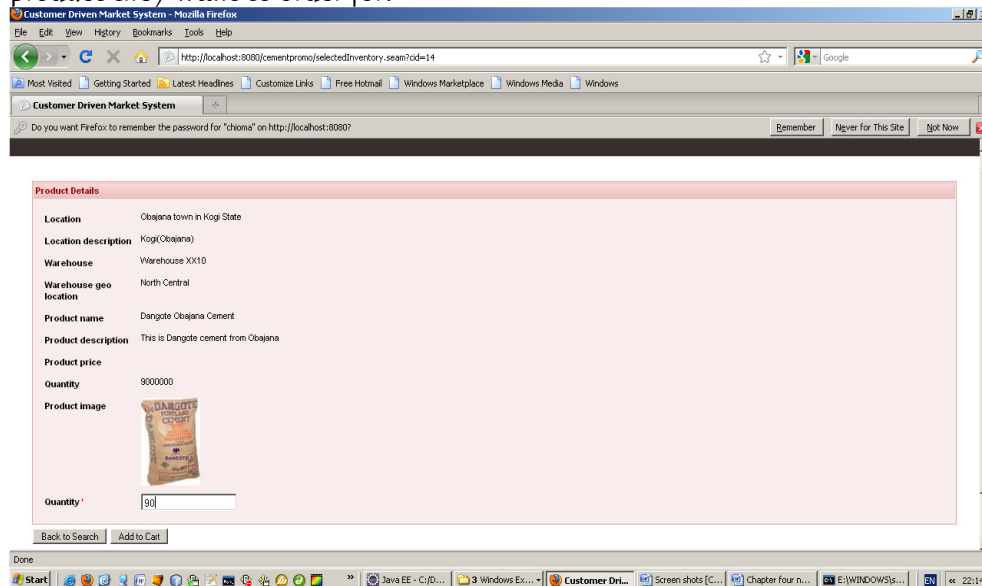 produce they want to order for.
Customer Driven Market System - Mozilla Firefox
File Edit View History Bookmarks Tools Help
http://localhost:8080/cementpromo/selectedInventory.seam?cid=14
Google
Most Visited Getting Started Latest Headlines Customize Links Free Hotmail Windows Marketplace Windows Media Windows
Customer Driven Market System
Do you want Firefox to remember the password for "chioma" on http://localhost:8080? Remember Never for This Site Not Now
Product Details
Location Obajana town in Kogi State
Location description Kogi(Obajana)
Warehouse Warehouse XX10
Warehouse geo location North Central
Product name Dangote Obajana Cement
Product description This is Dangote cement from Obajana
Product price
Quantity 9000000
Product image
DANGOTE
PORTLAND
CEMENT
DANGOTE
Quantity * 90
Back to Search Add to Cart
Done
Start » Java EE - C:/D... 3 Windows Ex... Customer Dri... Screen shots [C... Chapter four n... E:\WINDOWS\s... EN « 22:14